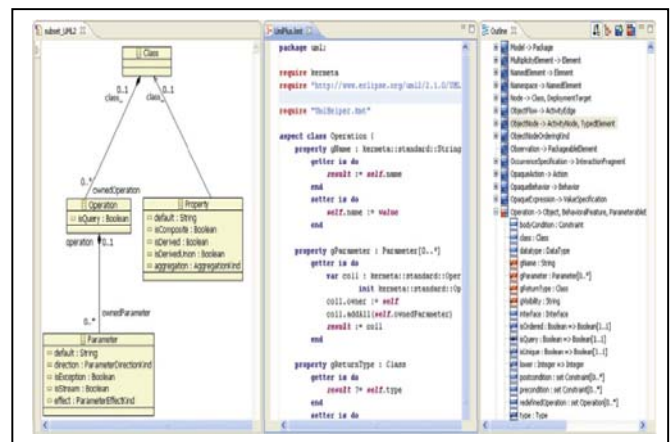 subset_UML2
Class
0..1
0..1
class_
class_
0..*
ownedOperation
Operation
isQuery : Boolean
operation
0..1
Property
default : String
isComposite : Boolean
isDerived : Boolean
isDerivedUnion : Boolean
aggregation : AggregationKind
0..*
ownedParameter
Parameter
default : String
direction : ParameterDirectionKind
isException : Boolean
isStream : Boolean
effect : ParameterEffectKind
UmlPlus.kmt
package uml;
require kermeta
require "http://www.eclipse.org/uml2/2.1.0/UML
require "UmlHelper.kmt"
aspect class Operation {
property gName : kermeta::standard::String
getter is do
result := self.name
end
setter is do
self.name := value
end
property gParameter : Parameter[0..*]
getter is do
var coll : kermeta::standard::Oper
init kermeta::standard::Op
coll.owner := self
coll.addAll(self.ownedParameter)
result := coll
end
property gReturnType : Class
getter is do
result ?= self.type
end
setter is do
Outline
Model -> Package
MultiplicityElement -> Element
NamedElement -> Element
Namespace -> NamedElement
Node -> Class, DeploymentTarget
ObjectFlow -> ActivityEdge
ObjectNode -> ActivityNode, TypedElement
ObjectNodeOrderingKind
Observation -> PackageableElement
OccurrenceSpecification -> InteractionFragment
OpaqueAction -> Action
OpaqueBehavior -> Behavior
OpaqueExpression -> ValueSpecification
Operation -> Object, BehavioralFeature, Parameterabl
bodyCondition : Constraint
class : Class
datatype : DataType
gName : String
gParameter : Parameter[0..*]
gReturnType : Class
gVisibility : String
interface : Interface
isOrdered : Boolean => Boolean[1..1]
isQuery : Boolean => Boolean[1..1]
isUnique : Boolean => Boolean[1..1]
lower : Integer => Integer
postcondition : set Constraint[0..*]
precondition : set Constraint[0..*]
redefinedOperation : set Operation[0..*]
type : Type